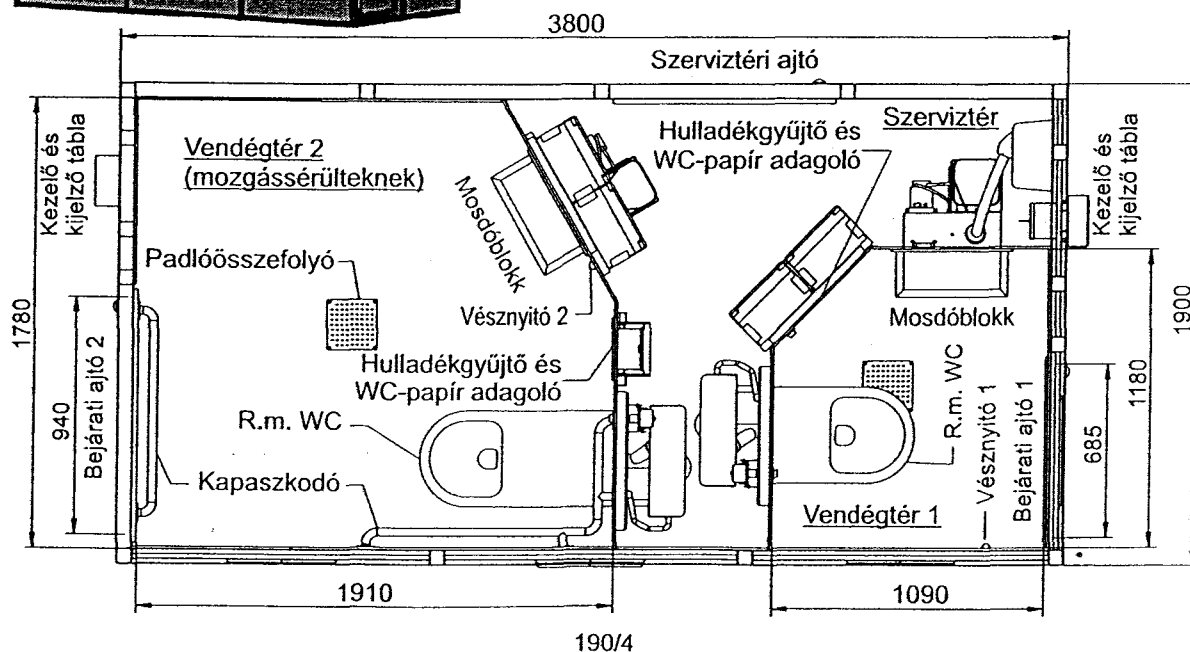 3800
Szerviztéri ajtó
Kezelő és
kijelző tábla
Vendégtér 2
(mozgássérülteknek)
Mosdóblokk
Hulladékgyűjtő és
WC-papír adagoló
Szerviztér
Kezelő és
kijelző tábla
Padlóösszefolyó
Vésznyitó 2
Mosdóblokk
1780
940
Bejárati ajtó 2
Hulladékgyűjtő és
WC-papír adagoló
R.m. WC
Kapaszkodó
R.m. WC
Vésznyitó 1
Bejárati ajtó 1
685
1180
1900
Vendégtér 1
1910
1090
190/4